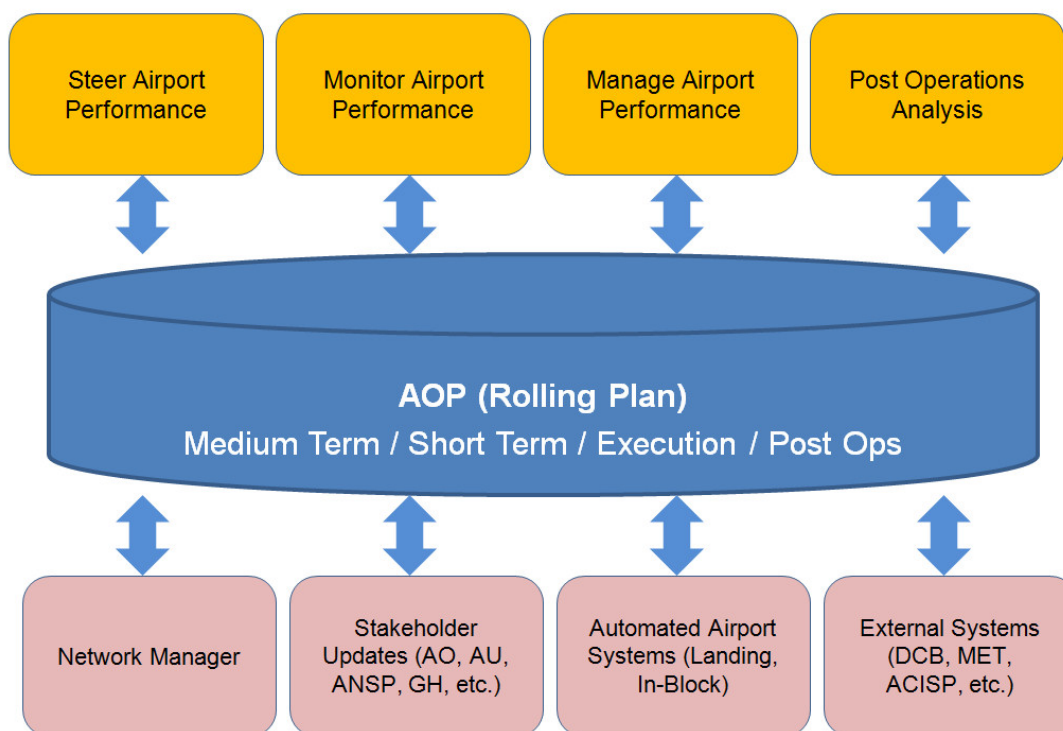 Steer Airport
Performance
Monitor Airport
Performance
Manage Airport
Performance
Post Operations
Analysis
AOP (Rolling Plan)
Medium Term / Short Term / Execution / Post Ops
Network Manager
Stakeholder
Updates (AO, AU,
ANSP, GH, etc.)
Automated Airport
Systems (Landing,
In-Block)
External Systems
(DCB, MET,
ACISP, etc.)